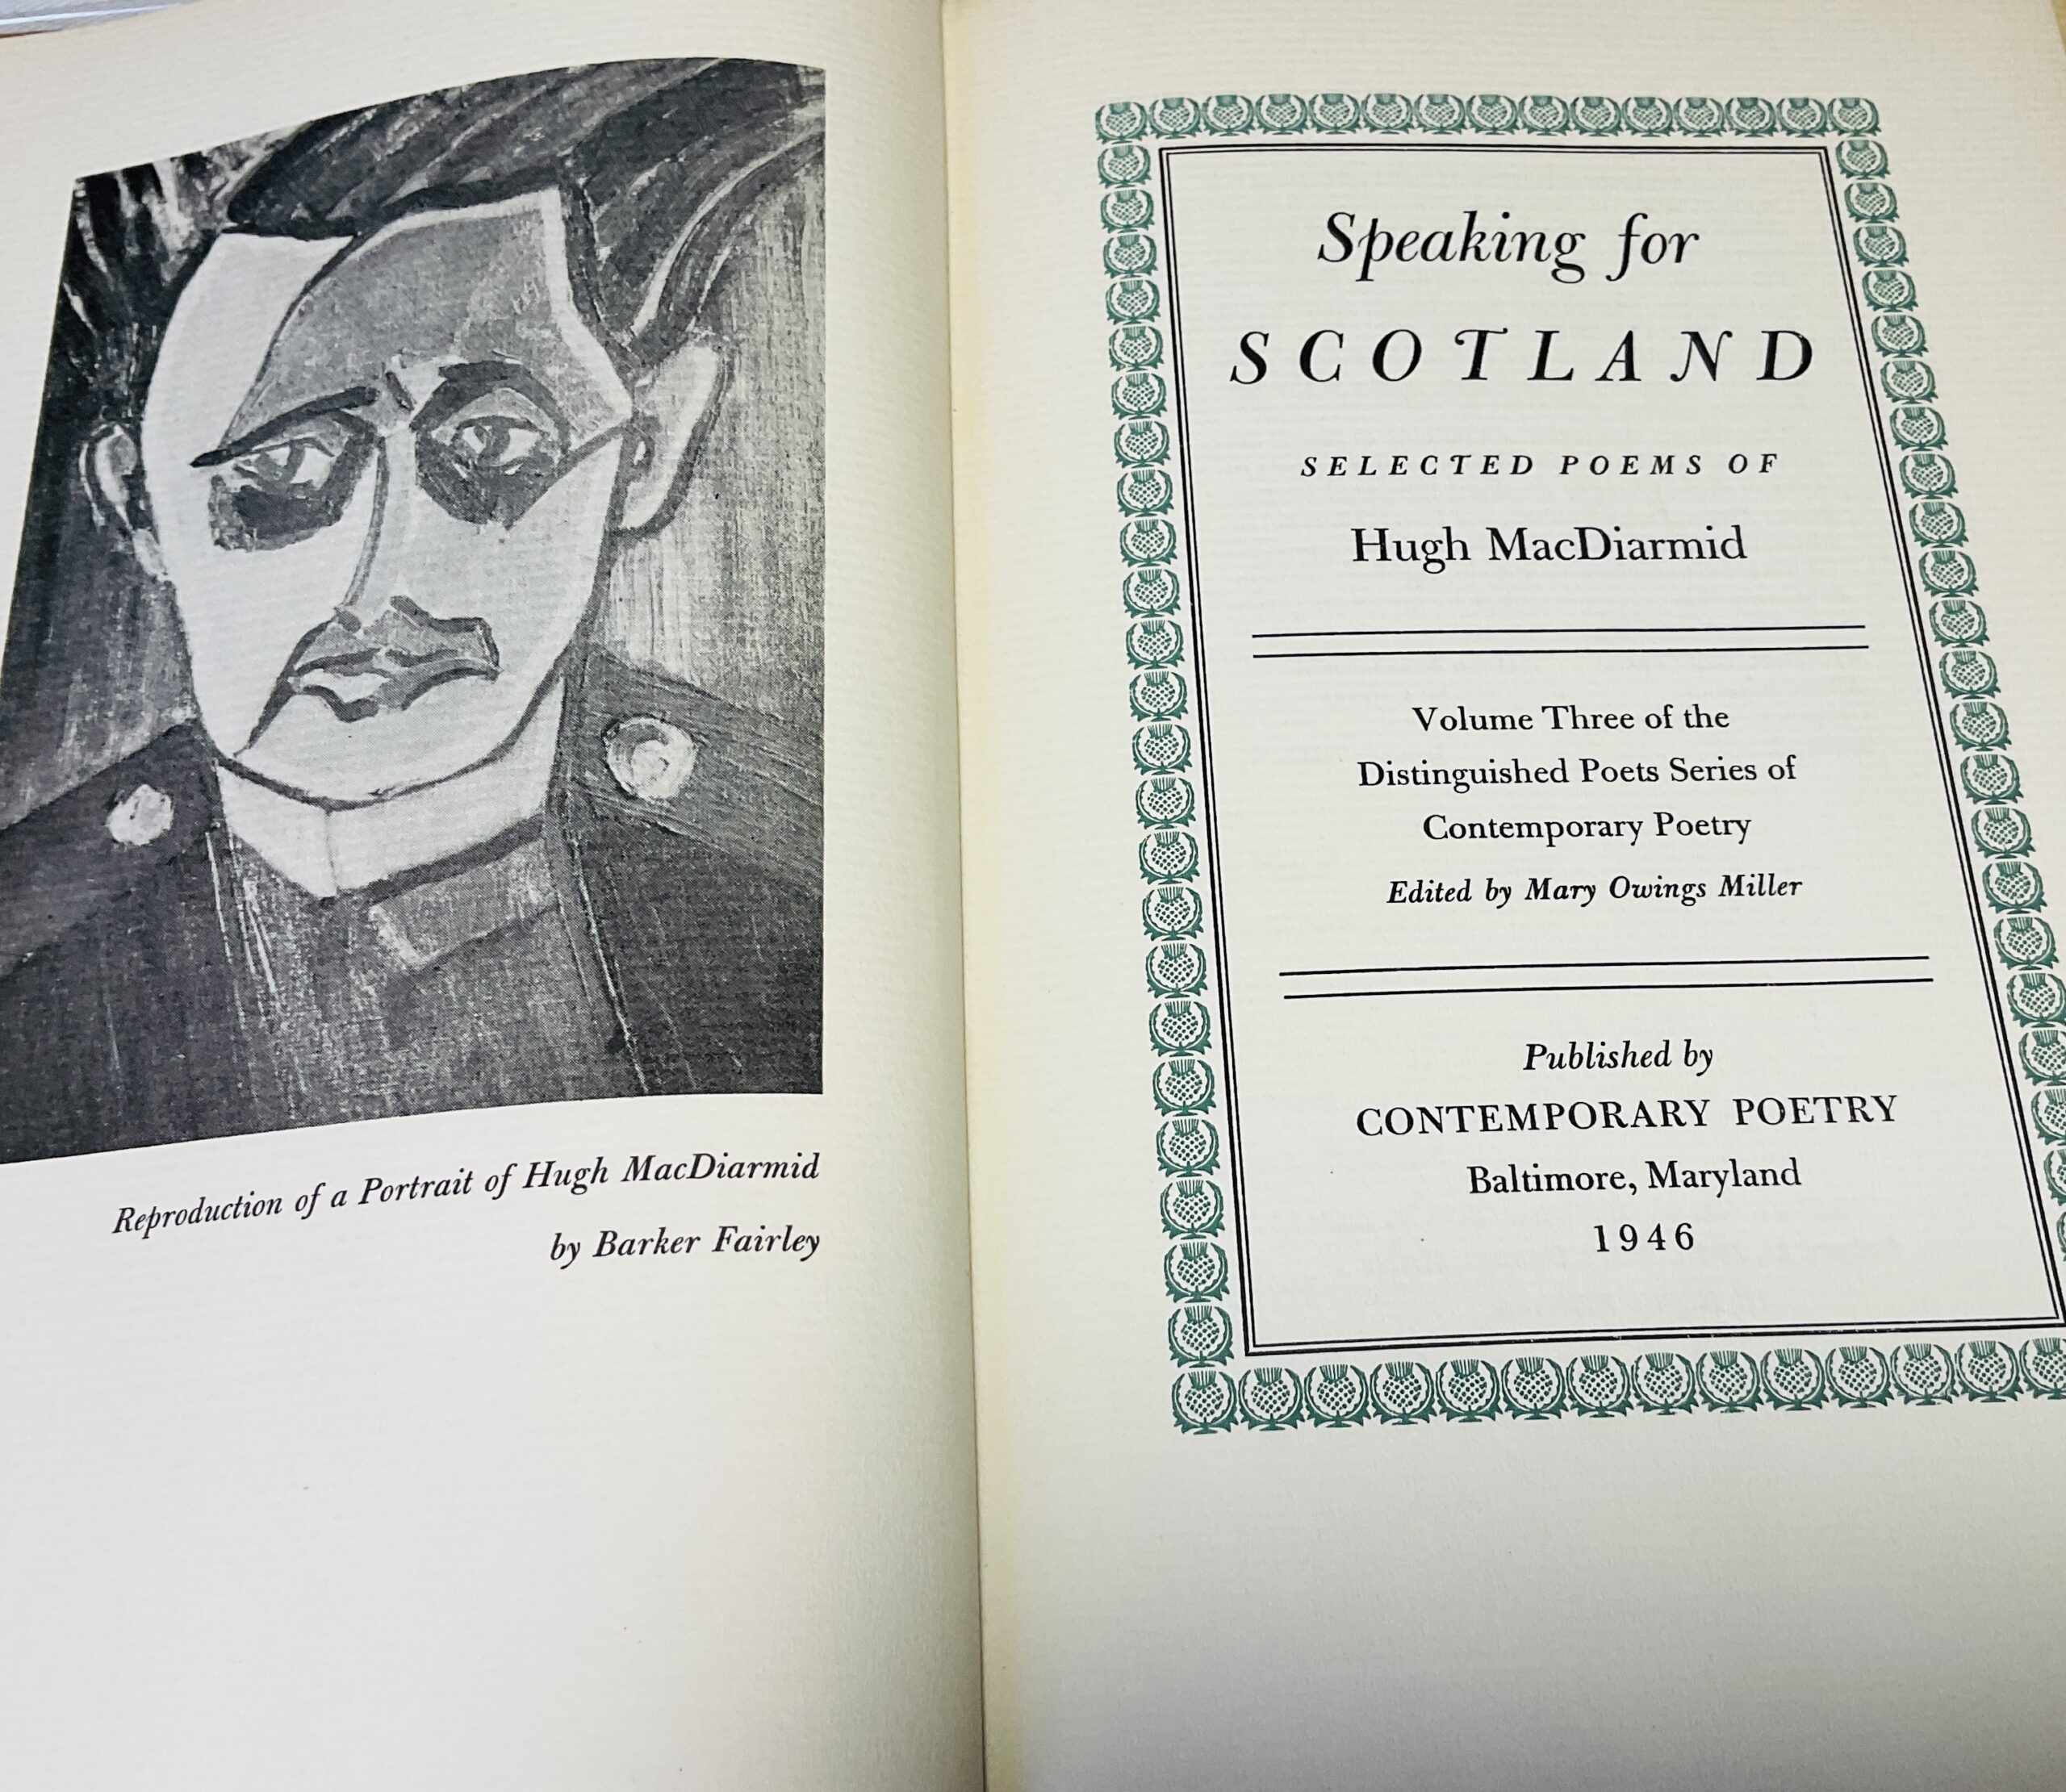 Reproduction of a Portrait of Hugh MacDiarmid
by Barker Fairley
Speaking for
SCOTLAND
SELECTED POEMS OF
Hugh MacDiarmid
Volume Three of the
Distinguished Poets Series of
Contemporary Poetry
Edited by Mary Owings Miller
Published by
CONTEMPORARY POETRY
Baltimore, Maryland
1946